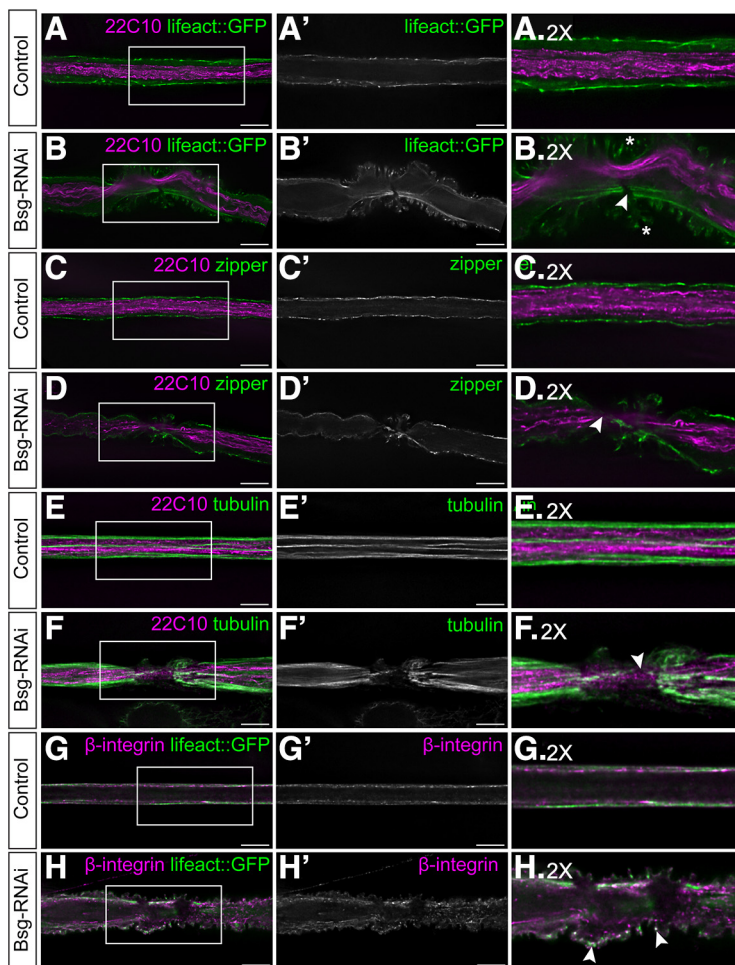 Control
A 22C10 lifeact::GFP
A' lifeact::GFP
A. 2X
Bsg-RNAi
B 22C10 lifeact::GFP
B' lifeact::GFP
B. 2X
*
*
Control
C 22C10 zipper
C' zipper
C. 2X
Bsg-RNAi
D 22C10 zipper
D' zipper
D. 2X
Control
E 22C10 tubulin
E' tubulin
E. 2X
Bsg-RNAi
F 22C10 tubulin
F' tubulin
F. 2X
Control
G β-integrin lifeact::GFP
G' β-integrin
G. 2X
Bsg-RNAi
H β-integrin lifeact::GFP
H' β-integrin
H. 2X